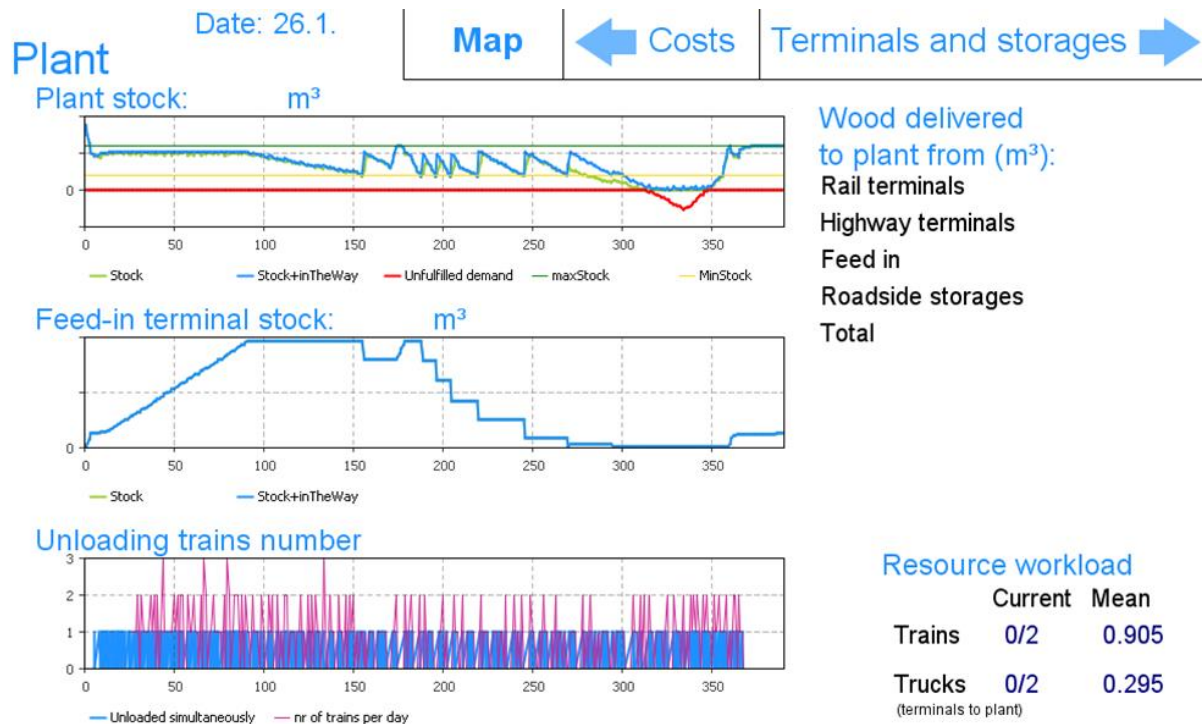 Date: 26.1.
Map
Costs
Terminals and storages
Plant
Plant stock: m³
0
0 50 100 150 200 250 300 350
Stock Stock+inTheWay Unfulfilled demand maxStock MinStock
Wood delivered
to plant from (m³):
Rail terminals
Highway terminals
Feed in
Roadside storages
Total
Feed-in terminal stock: m³
0
0 50 100 150 200 250 300 350
Stock Stock+inTheWay
Unloading trains number
3
2
1
0
0 50 100 150 200 250 300 350
Unloaded simultaneously nr of trains per day
Resource workload
Current Mean
Trains 0/2 0.905
Trucks 0/2 0.295
(terminals to plant)